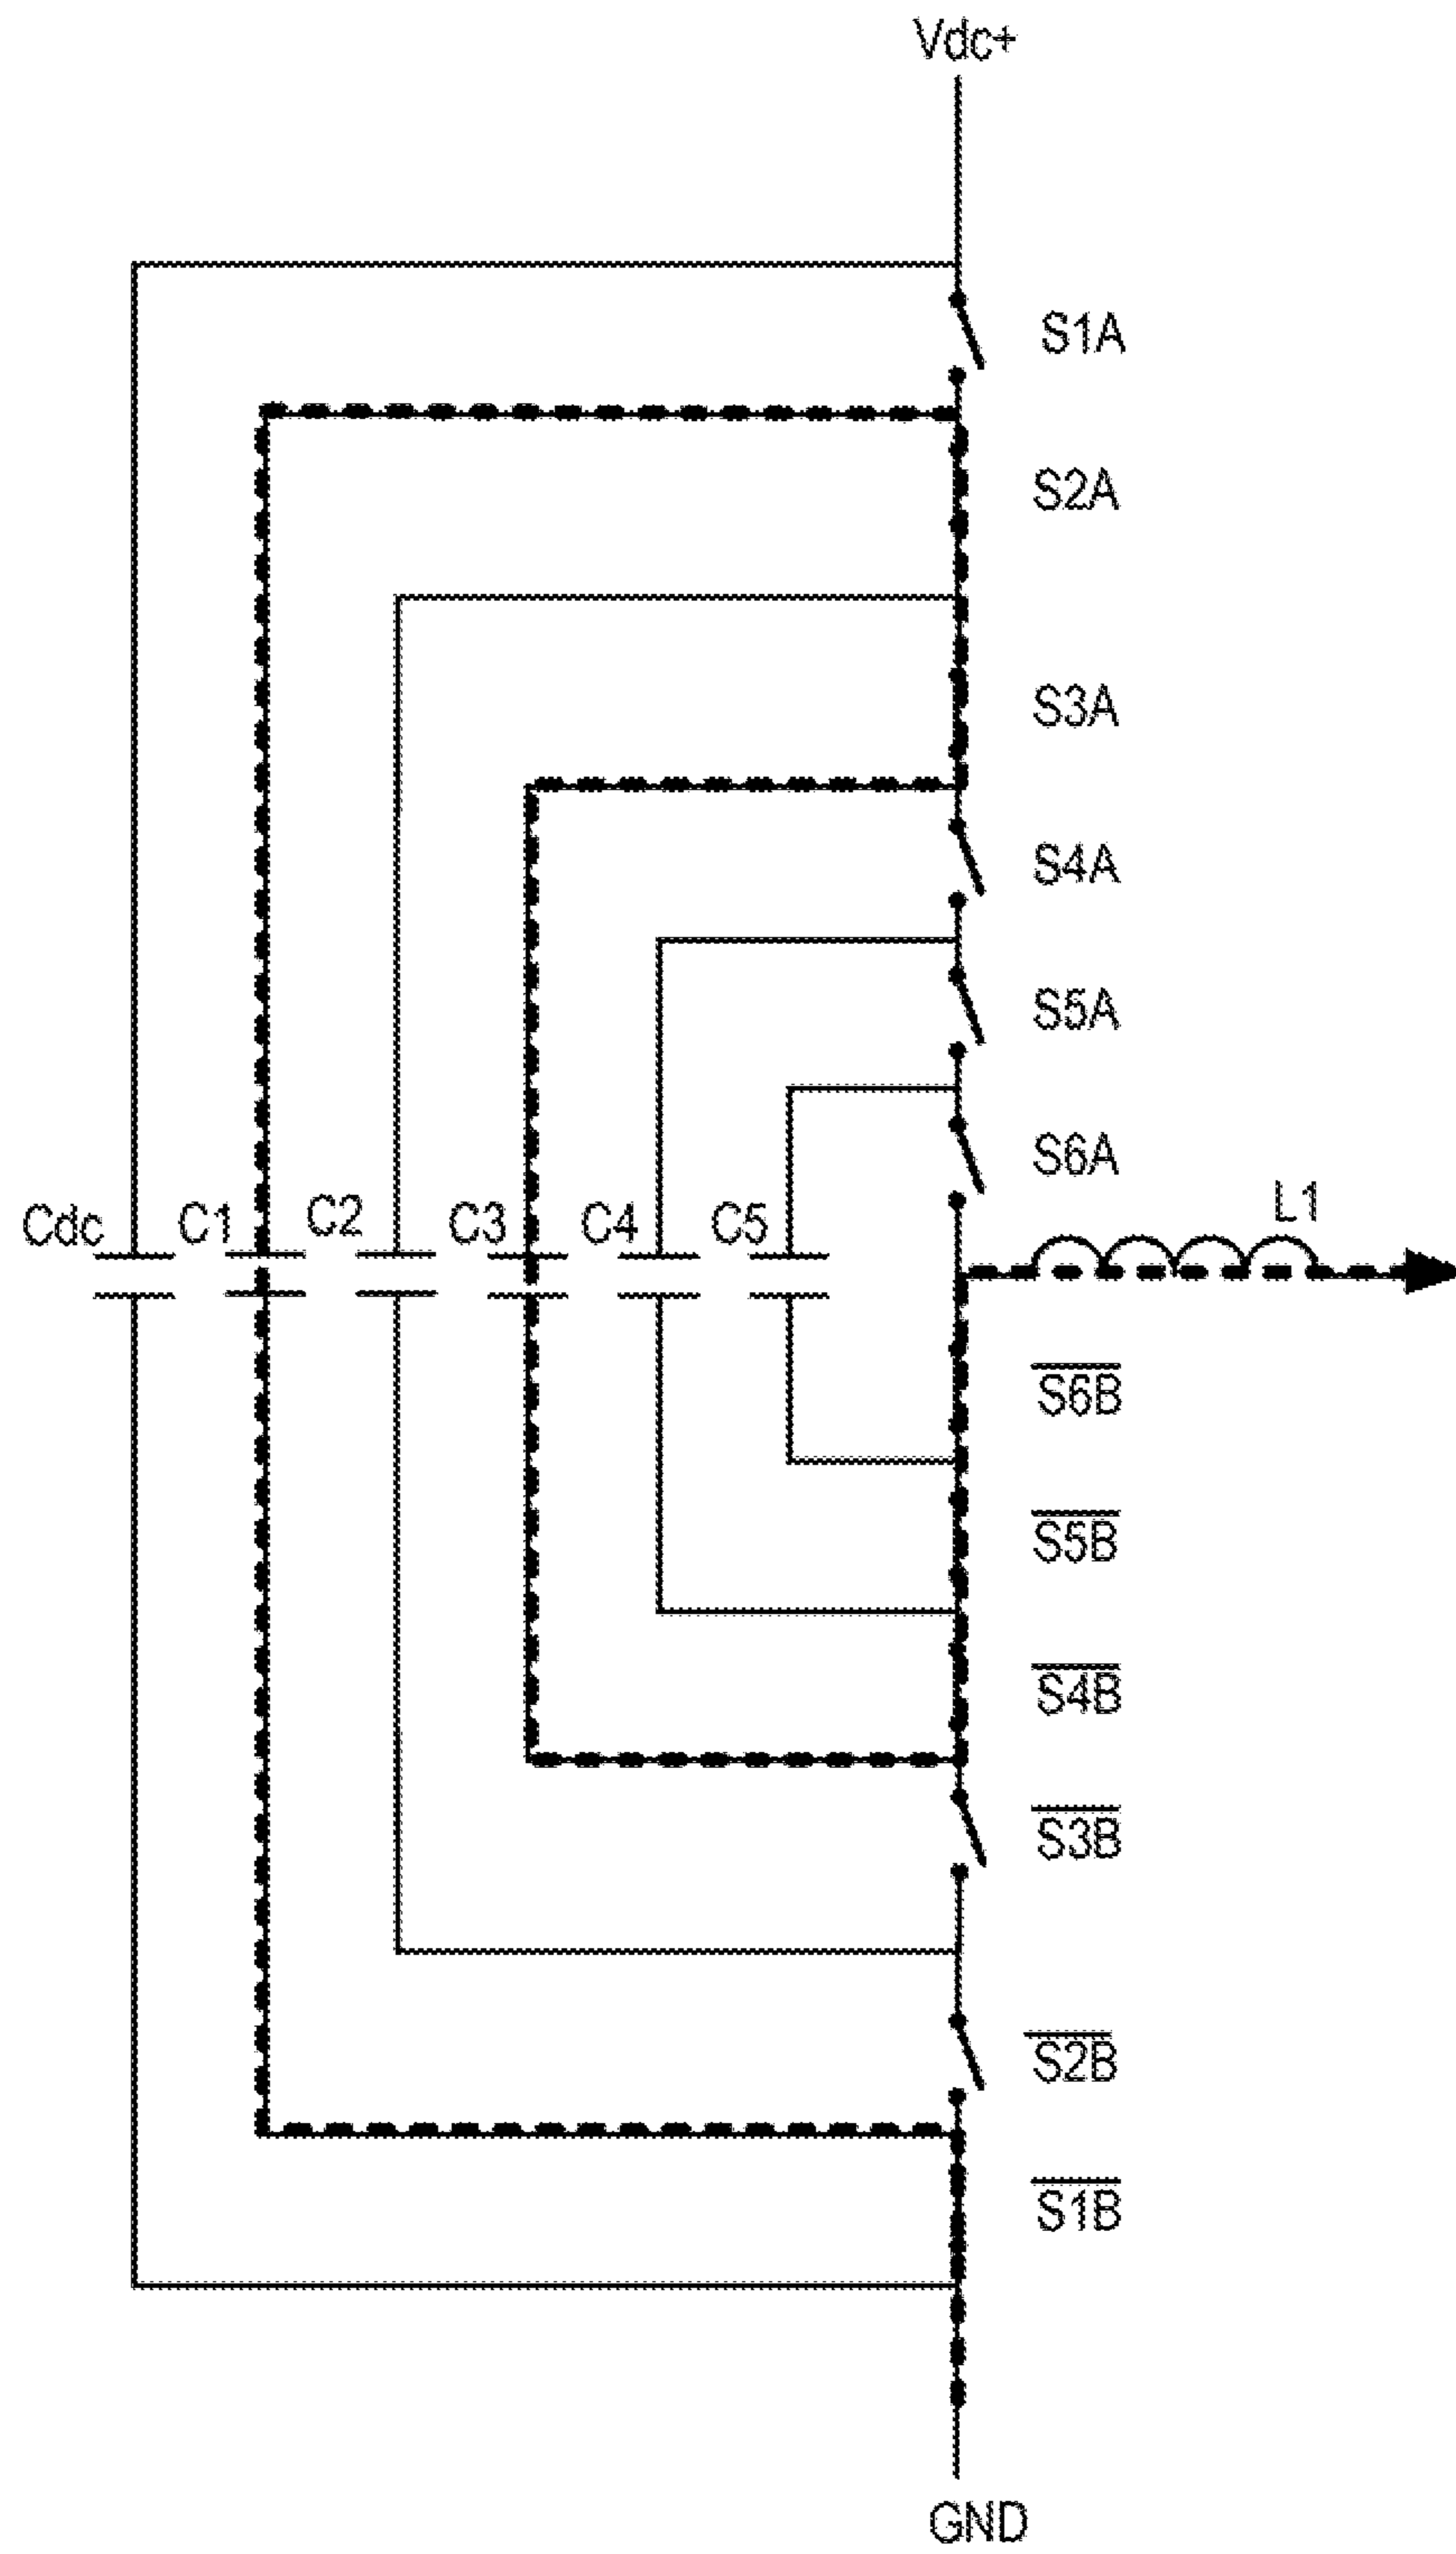 Vdc+
S1A
S2A
S3A
S4A
S5A
S6A
Cdc C1 C2 C3 C4 C5 L1
S6B
S5B
S4B
S3B
S2B
S1B
GND